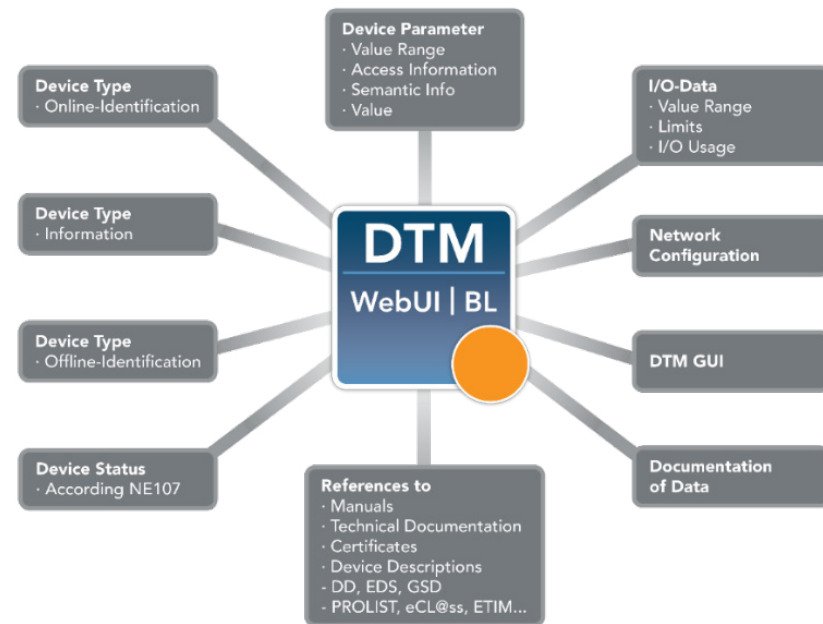 Device Parameter
· Value Range
· Access Information
· Semantic Info
· Value
Device Type
· Online-Identification
I/O-Data
· Value Range
· Limits
· I/O Usage
Device Type
· Information
Network
Configuration
DTM
WebUI | BL
Device Type
· Offline-Identification
DTM GUI
Device Status
· According NE107
References to
· Manuals
· Technical Documentation
· Certificates
· Device Descriptions
- DD, EDS, GSD
- PROLIST, eCL@ss, ETIM...
Documentation
of Data